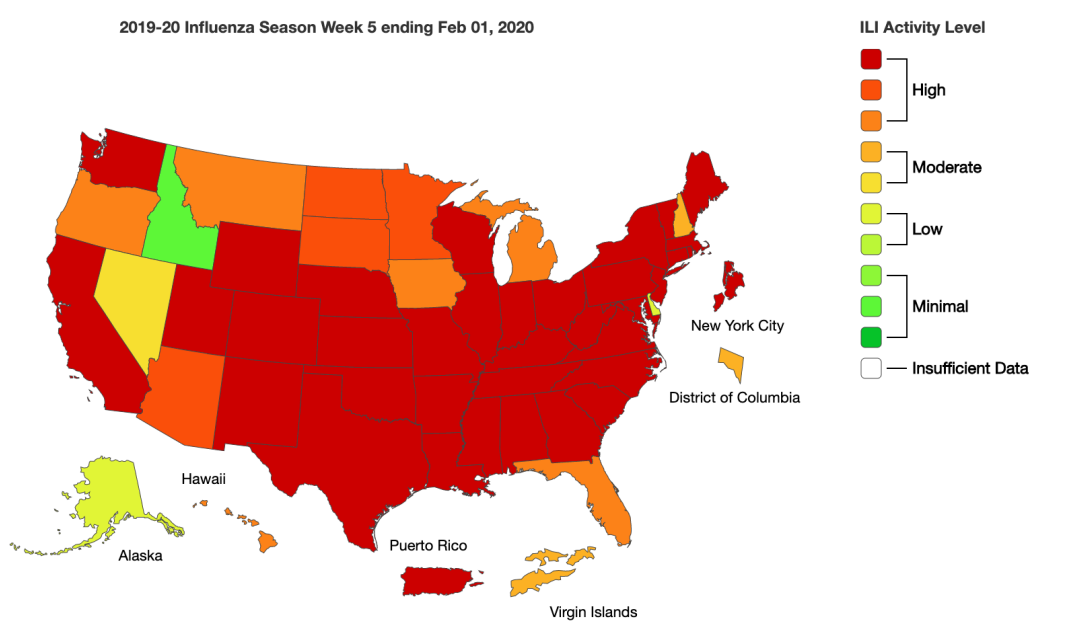 2019-20 Influenza Season Week 5 ending Feb 01, 2020
ILI Activity Level
High
Moderate
Low
Minimal
Insufficient Data
New York City
District of Columbia
Hawaii
Alaska
Puerto Rico
Virgin Islands